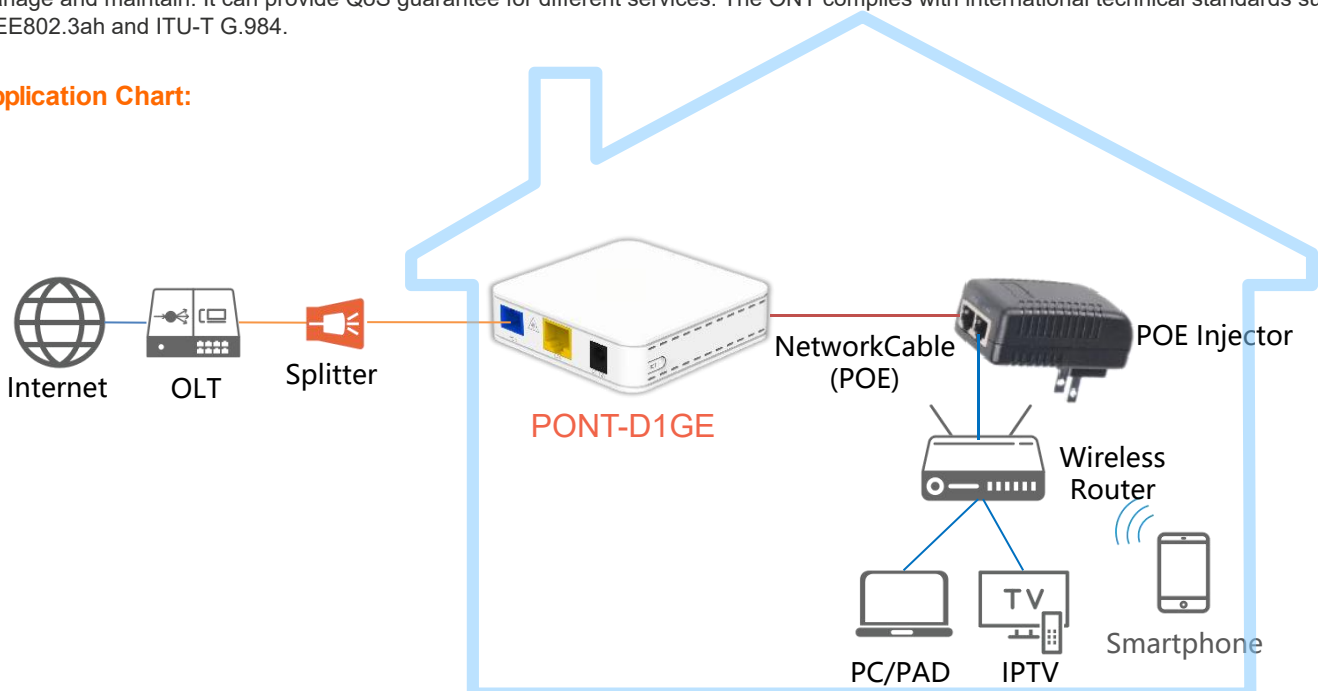 manage and maintain. It can provide QoS guarantee for different services. The ONT complies with international technical standards su
EE802.3ah and ITU-T G.984.
pplication Chart:
Internet
OLT
Splitter
PONT-D1GE
NetworkCable
(POE)
POE Injector
Wireless
Router
TV
PC/PAD
IPTV
Smartphone